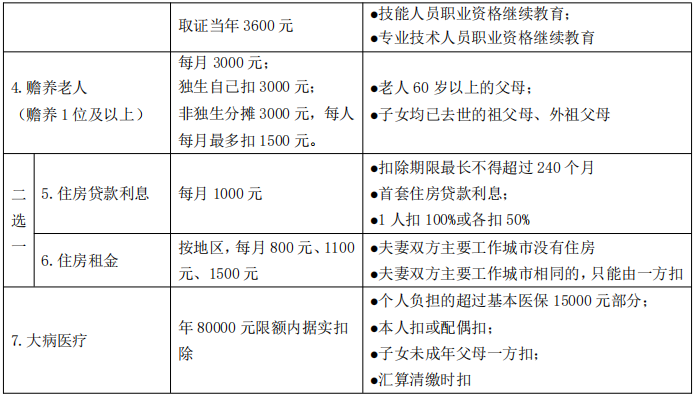 取证当年 3600 元
●技能人员职业资格继续教育；
●专业技术人员职业资格继续教育
4.赡养老人
（赡养 1 位及以上）
每月 3000 元；
独生自己扣 3000 元；
非独生分摊 3000 元，每人
每月最多扣 1500 元。
●老人 60 岁以上的父母；
●子女均已去世的祖父母、外祖父母
二
选
一
5.住房贷款利息
每月 1000 元
●扣除期限最长不得超过 240 个月
●首套住房贷款利息；
●1 人扣 100%或各扣 50%
6.住房租金
按地区，每月 800 元、1100
元、1500 元
●夫妻双方主要工作城市没有住房
●夫妻双方主要工作城市相同的，只能由一方扣
7.大病医疗
年 80000 元限额内据实扣
除
●个人负担的超过基本医保 15000 元部分；
●本人扣或配偶扣；
●子女未成年父母一方扣；
●汇算清缴时扣